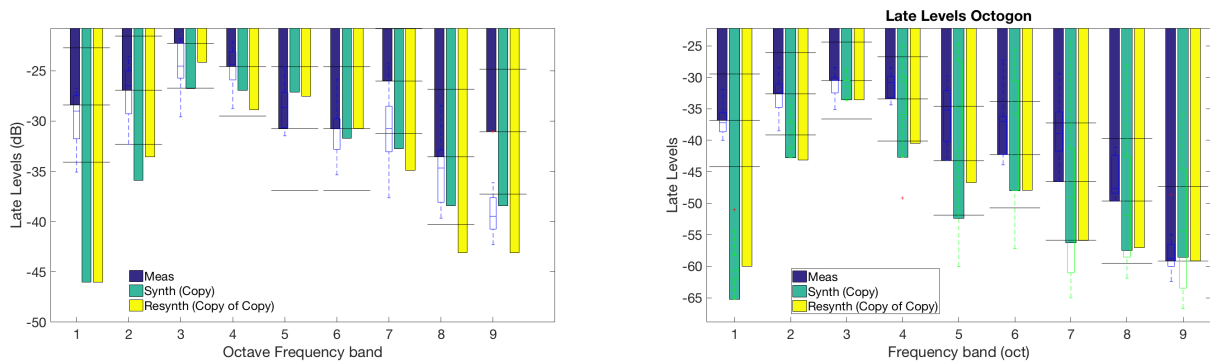 Late Levels (dB)
-25
-30
-35
-40
-45
-50
Meas
Synth (Copy)
Resynth (Copy of Copy)
1 2 3 4 5 6 7 8 9
Octave Frequency band
Late Levels Octogon
Late Levels
-25
-30
-35
-40
-45
-50
-55
-60
-65
Meas
Synth (Copy)
Resynth (Copy of Copy)
1 2 3 4 5 6 7 8 9
Frequency band (oct)